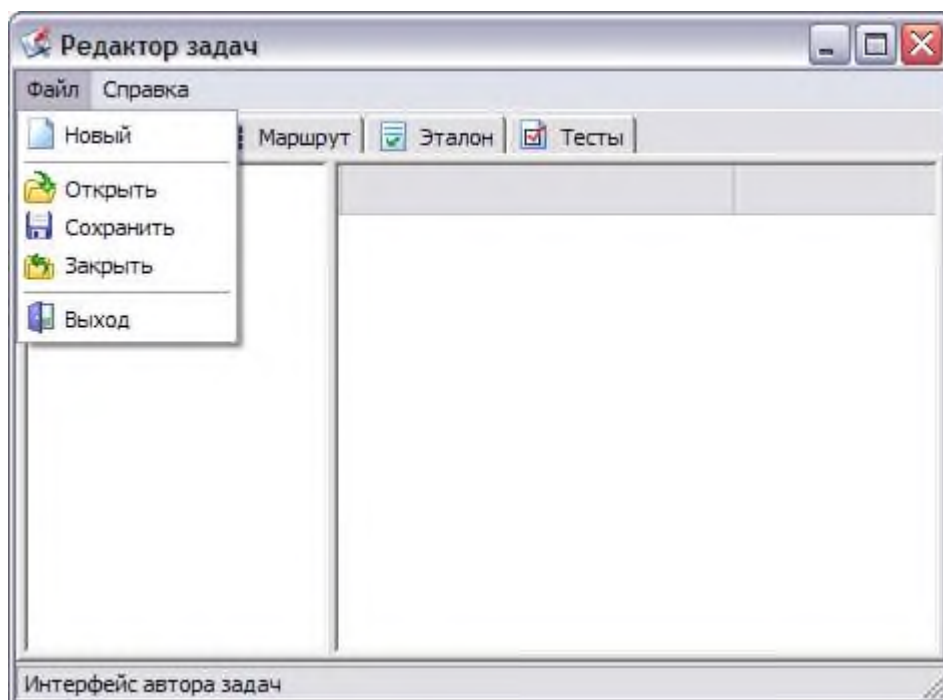 Редактор задач
Файл Справка
Новый
Маршрут Эталон Тесты
Открыть
Сохранить
Закрыть
Выход
Интерфейс автора задач